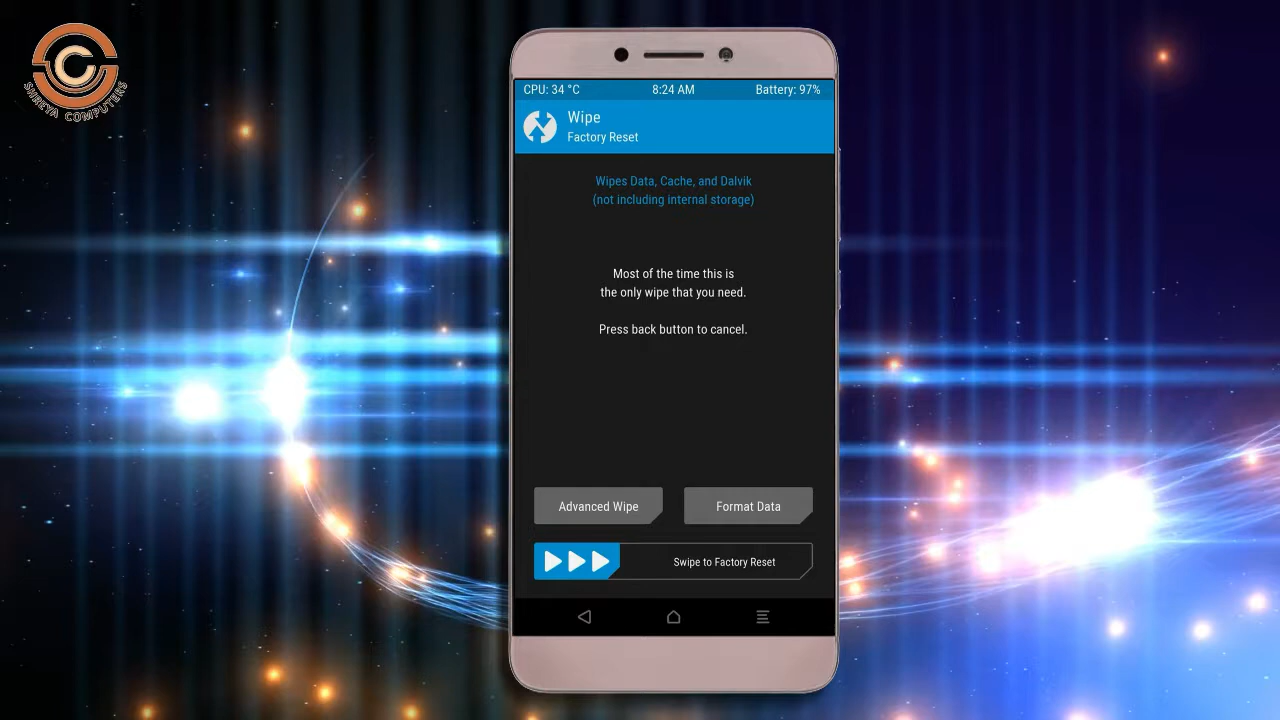 SHREYA COMPUTERS
CPU: 34 °C
8:24 AM
Battery: 97%
Wipe
Factory Reset
Wipes Data, Cache, and Dalvik
(not including internal storage)
Most of the time this is
the only wipe that you need.
Press back button to cancel.
Advanced Wipe
Format Data
Swipe to Factory Reset